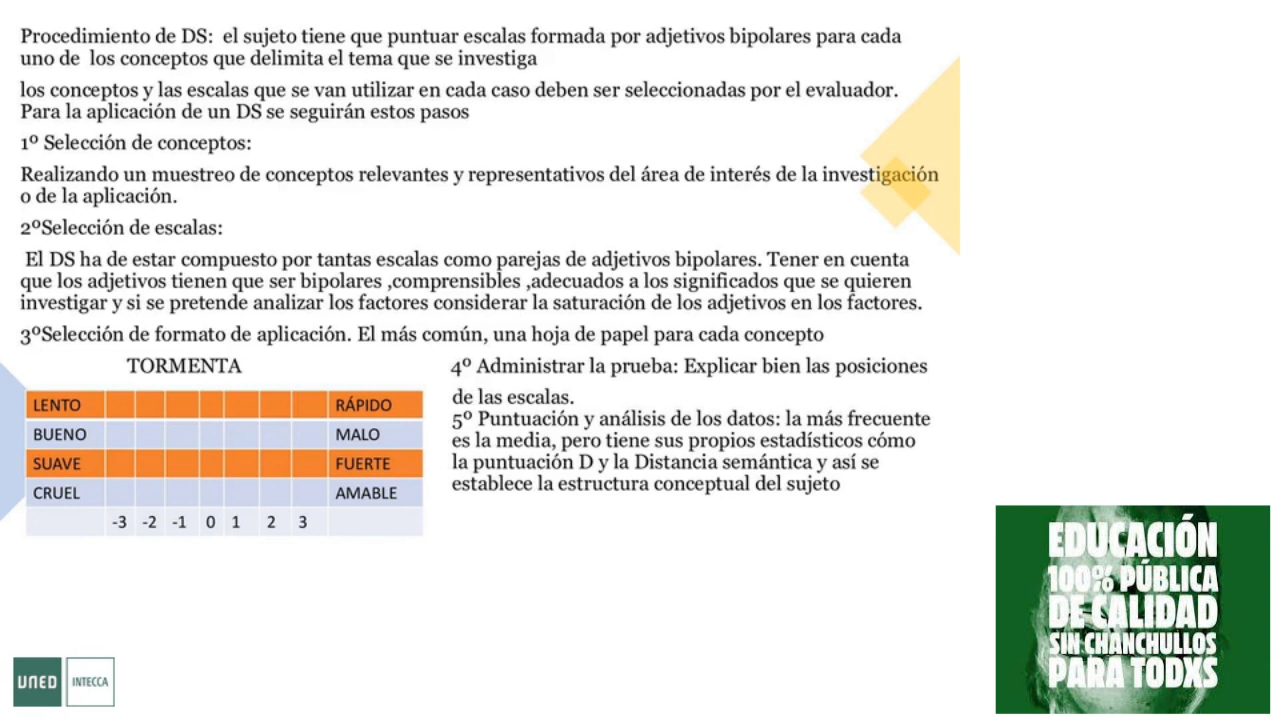 Procedimiento de DS:  el sujeto tiene que puntuar escalas formada por adjetivos bipolares para cada
uno de  los conceptos que delimita el tema que se investiga
los conceptos y las escalas que se van utilizar en cada caso deben ser seleccionadas por el evaluador.
Para la aplicación de un DS se seguirán estos pasos
1º Selección de conceptos:
Realizando un muestreo de conceptos relevantes y representativos del área de interés de la investigación
o de la aplicación.
2ºSelección de escalas:
El DS ha de estar compuesto por tantas escalas como parejas de adjetivos bipolares. Tener en cuenta
que los adjetivos tienen que ser bipolares ,comprensibles ,adecuados a los significados que se quieren
investigar y si se pretende analizar los factores considerar la saturación de los adjetivos en los factores.
3ºSelección de formato de aplicación. El más común, una hoja de papel para cada concepto
TORMENTA
LENTO RÁPIDO
BUENO MALO
SUAVE FUERTE
CRUEL AMABLE
-3 -2 -1 0 1 2 3
4º Administrar la prueba: Explicar bien las posiciones
de las escalas.
5º Puntuación y análisis de los datos: la más frecuente
es la media, pero tiene sus propios estadísticos cómo
la puntuación D y la Distancia semántica y así se
establece la estructura conceptual del sujeto
EDUCACIÓN
100% PÚBLICA
DE CALIDAD
SIN CHANCHULLOS
PARA TODXS
UNED
INTECCA